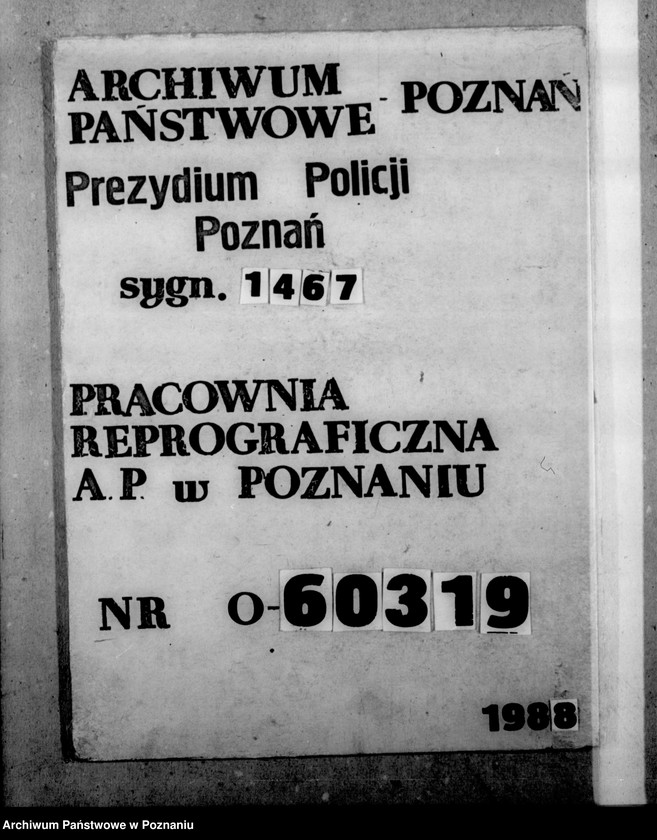 ARCHIWUM
PAŃSTWOWE - POZNAŃ
Prezydium Policji
Poznań
sygn. 1467
PRACOWNIA
REPROGRAFICZNA
A.P. w POZNANIU
NR O-60319
1988
Archiwum Państwowe w Poznaniu